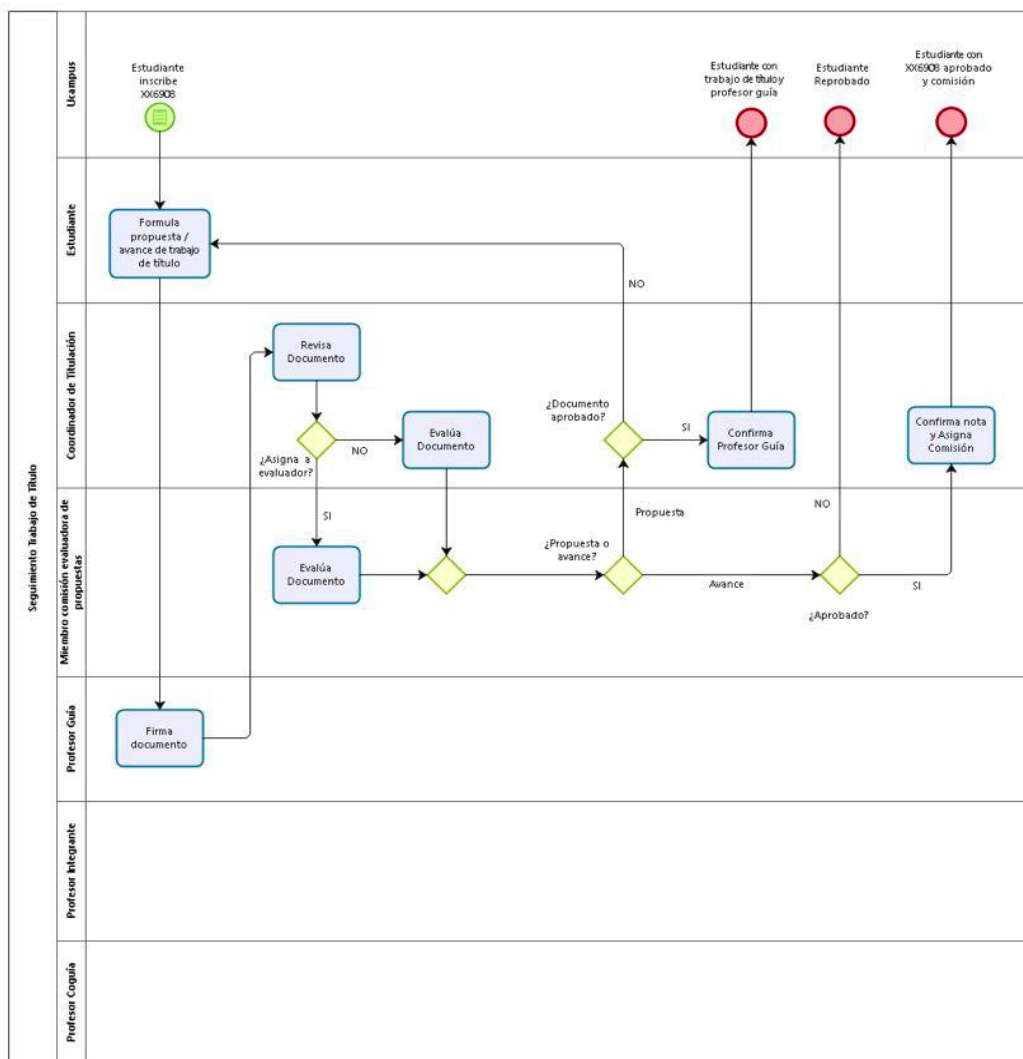 Seguimiento Trabajo de Título
Ucampus
Estudiante
inscribe
XX6908
Estudiante con
trabajo de título y
profesor guía
Estudiante
Reprobado
Estudiante con
XX6908 aprobado
y comisión
Estudiante
Formula
propuesta /
avance de trabajo
de título
NO
Coordinador de Titulación
Revisa
Documento
¿Asigna a
evaluador?
NO
SI
Evalúa
Documento
¿Documento
aprobado?
SI
Confirma
Profesor Guía
Confirma nota
y Asigna
Comisión
Miembro comisión evaluadora de
propuestas
Evalúa
Documento
¿Propuesta o
avance?
Propuesta
Avance
NO
¿Aprobado?
SI
Profesor Guía
Firma
documento
Profesor Integrante
Profesor Coguía